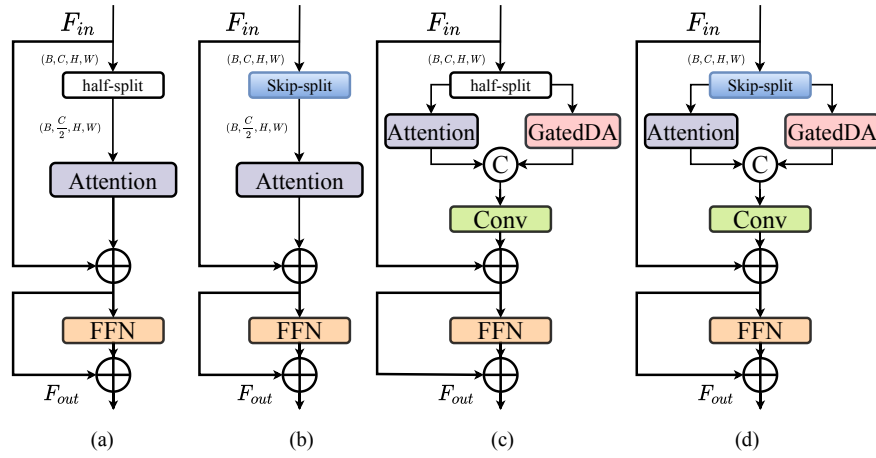 F_in F_in F_in F_in
(B, C, H, W) (B, C, H, W) (B, C, H, W) (B, C, H, W)
half-split Skip-split half-split Skip-split
(B, C/2, H, W) (B, C/2, H, W)
Attention GatedDA Attention GatedDA
Attention Attention C C
Conv Conv
FFN FFN FFN FFN
F_out F_out F_out F_out
(a) (b) (c) (d)